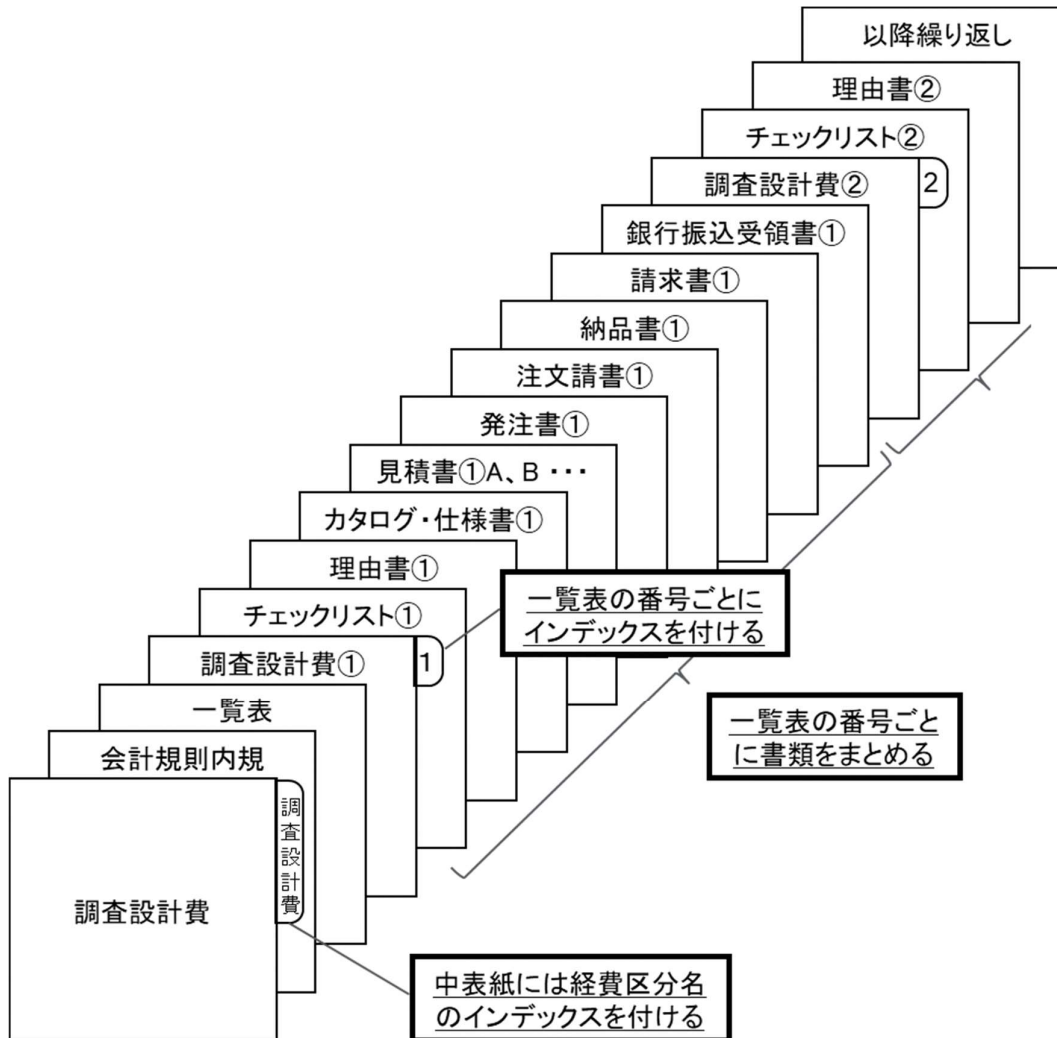 以降繰り返し
理由書②
チェックリスト②
調査設計費②
2
銀行振込受領書①
請求書①
納品書①
注文請書①
発注書①
見積書①A、B・・・
カタログ・仕様書①
理由書①
一覧表の番号ごとに
インデックスを付ける
チェックリスト①
調査設計費①
1
一覧表
一覧表の番号ごと
に書類をまとめる
会計規則内規
調査設計費
調査設計費
中表紙には経費区分名
のインデックスを付ける